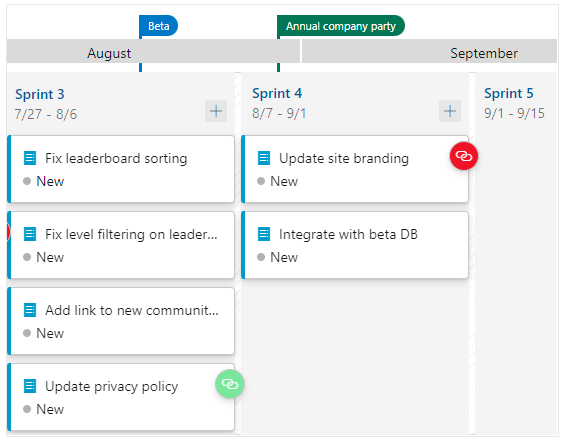 Beta
Annual company party
August
September
Sprint 3
7/27 - 8/6
+
Fix leaderboard sorting
New
Fix level filtering on leader...
New
Add link to new communit...
New
Update privacy policy
New
Sprint 4
8/7 - 9/1
+
Update site branding
New
Integrate with beta DB
New
Sprint 5
9/1 - 9/15